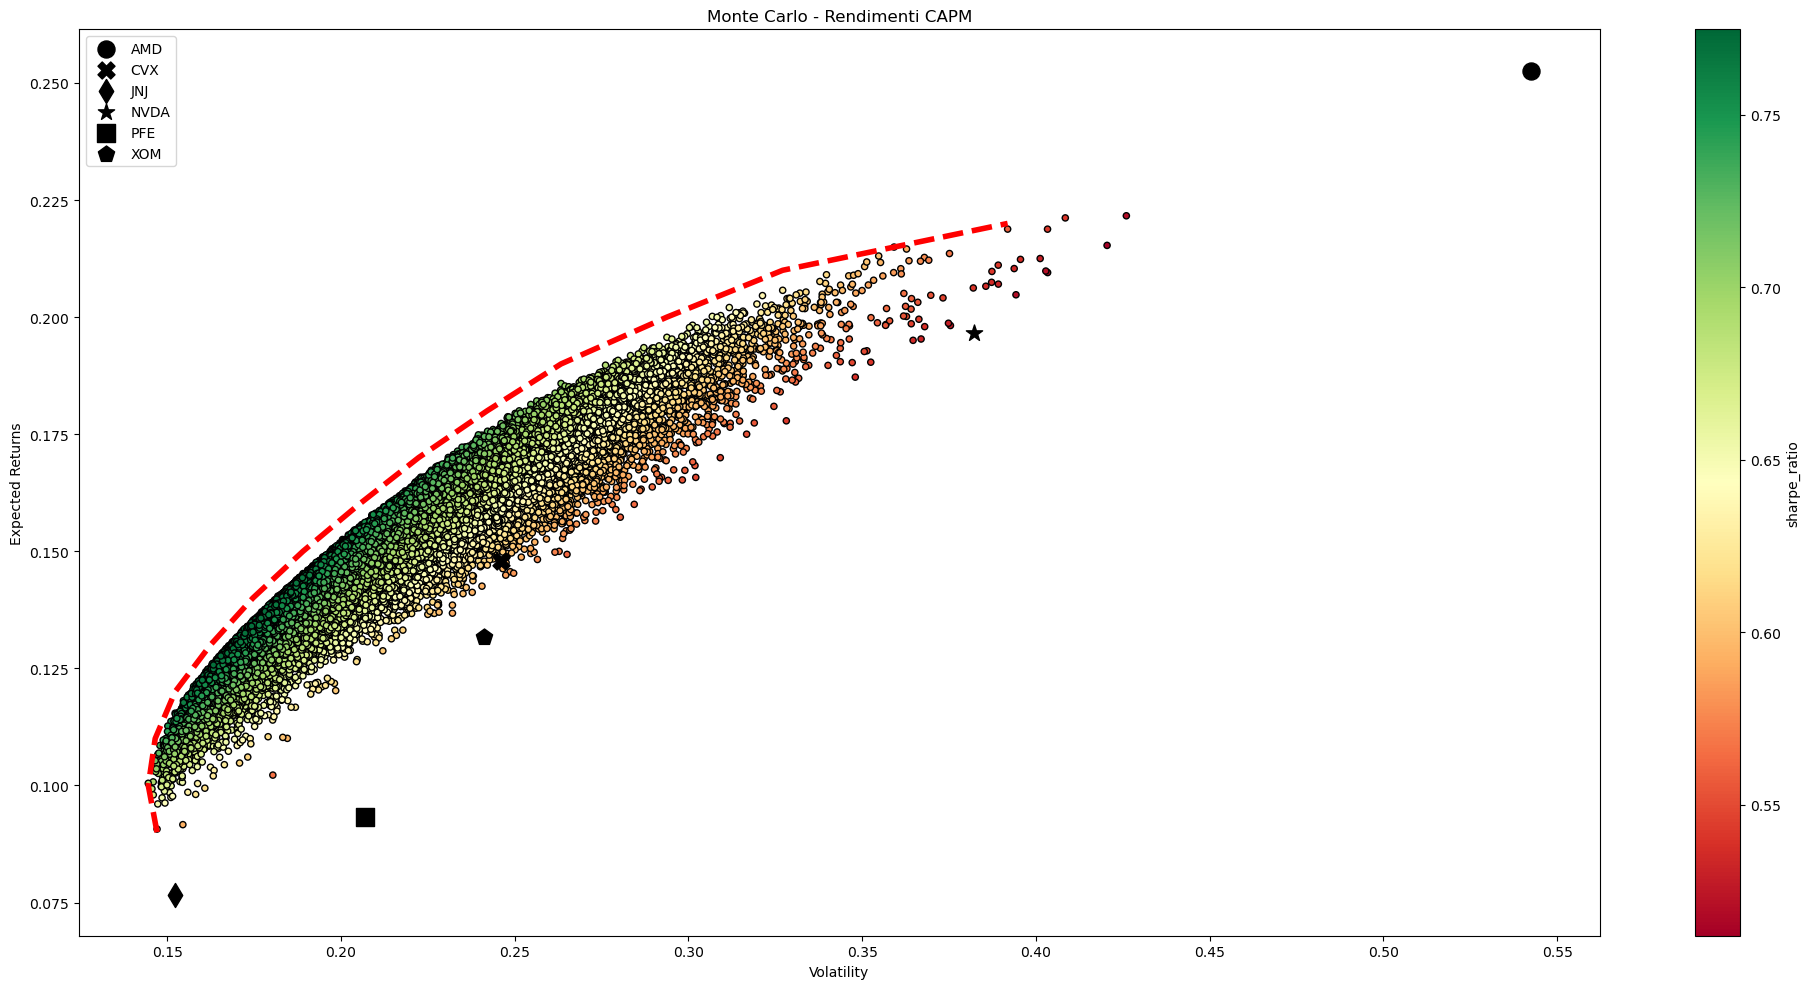 Monte Carlo - Rendimenti CAPM
AMD
CVX
JNJ
NVDA
PFE
XOM
Expected Returns
0.250
0.225
0.200
0.175
0.150
0.125
0.100
0.075
0.15 0.20 0.25 0.30 0.35 0.40 0.45 0.50 0.55
Volatility
0.75
0.70
0.65
0.60
0.55
sharpe_ratio